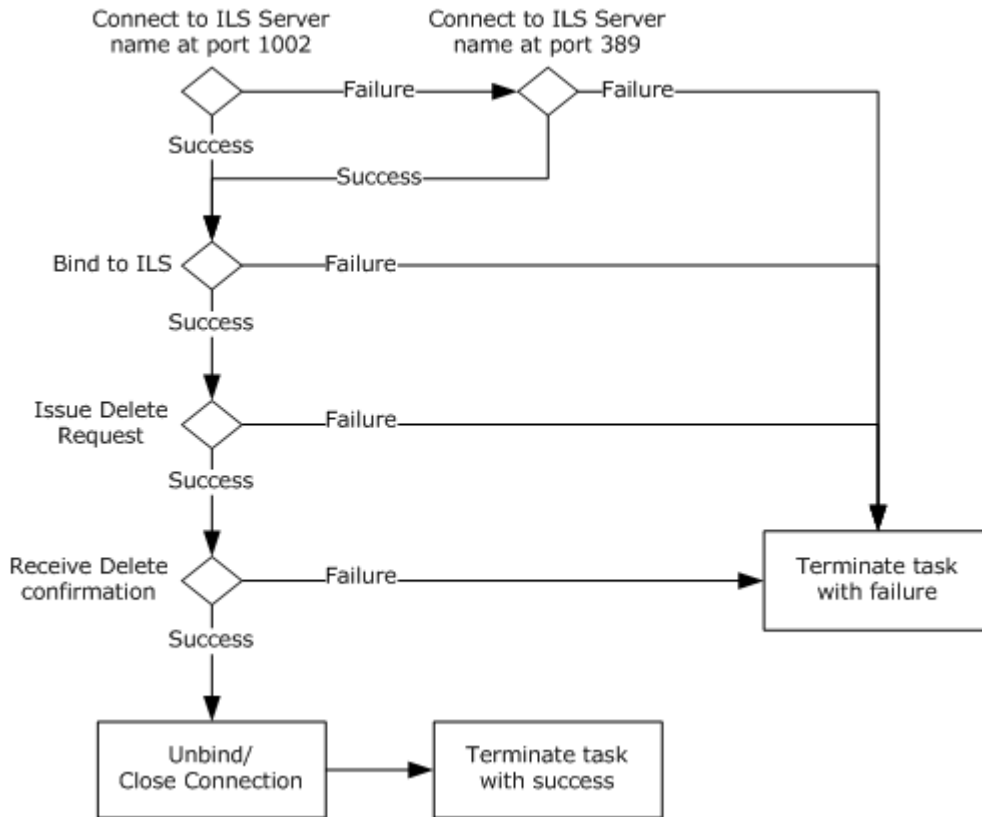 Connect to ILS Server
name at port 1002
Connect to ILS Server
name at port 389
Failure
Failure
Success
Success
Bind to ILS
Failure
Success
Issue Delete
Request
Failure
Success
Receive Delete
confirmation
Failure
Terminate task
with failure
Success
Unbind/
Close Connection
Terminate task
with success